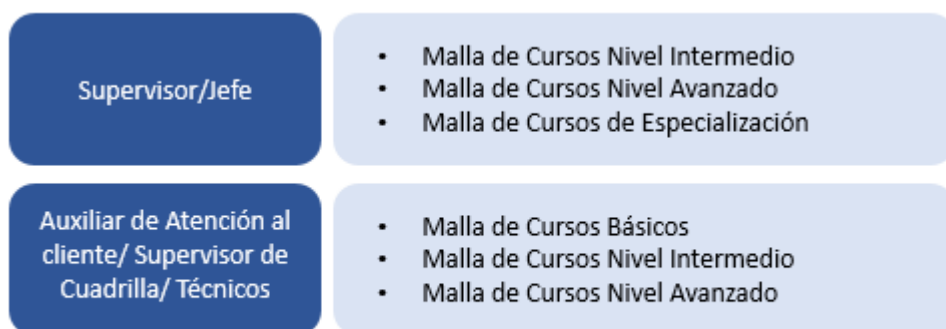 Supervisor/Jefe
• Malla de Cursos Nivel Intermedio
• Malla de Cursos Nivel Avanzado
• Malla de Cursos de Especialización
Auxiliar de Atención al
cliente/ Supervisor de
Cuadrilla/ Técnicos
• Malla de Cursos Básicos
• Malla de Cursos Nivel Intermedio
• Malla de Cursos Nivel Avanzado